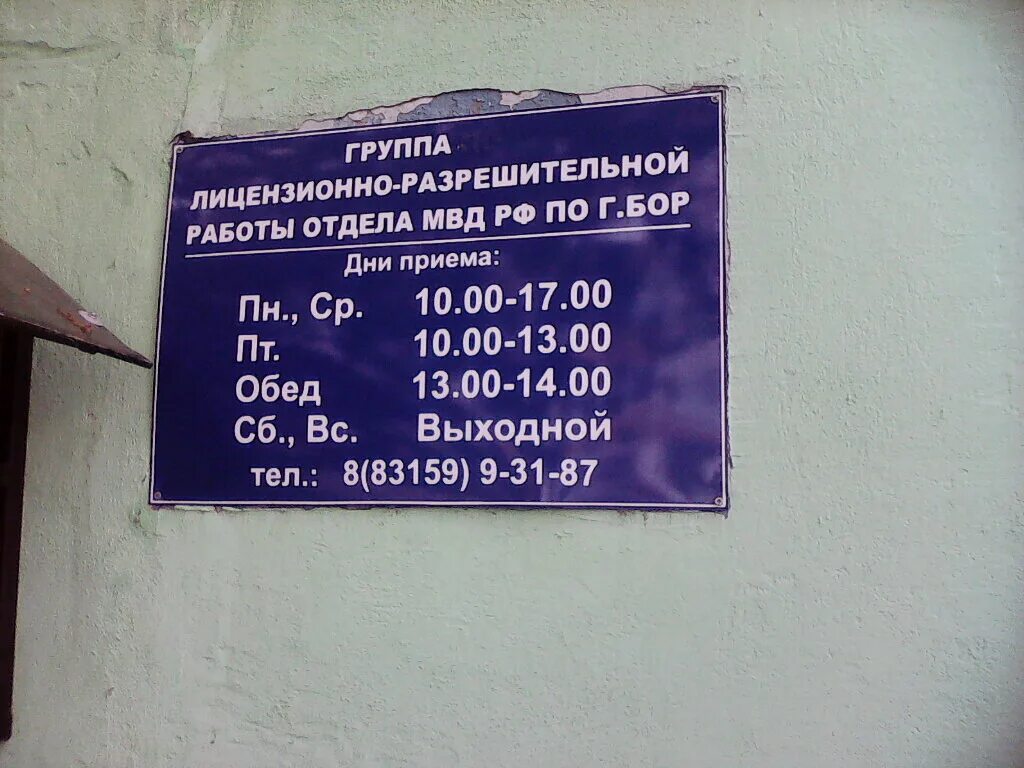 ГРУППА
ЛИЦЕНЗИОННО-РАЗРЕШИТЕЛЬНОЙ
РАБОТЫ ОТДЕЛА МВД РФ ПО Г.БОР
Дни приема:
Пн., Ср. 10.00-17.00
Пт. 10.00-13.00
Обед 13.00-14.00
Сб., Вс. Выходной
тел.: 8(83159) 9-31-87